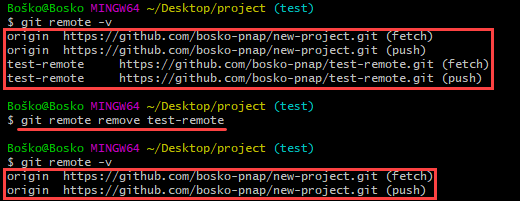 Boško@Bosko MINGW64 ~/Desktop/project (test)
$ git remote -v
origin  https://github.com/bosko-pnap/new-project.git (fetch)
origin  https://github.com/bosko-pnap/new-project.git (push)
test-remote     https://github.com/bosko-pnap/test-remote.git (fetch)
test-remote     https://github.com/bosko-pnap/test-remote.git (push)
Boško@Bosko MINGW64 ~/Desktop/project (test)
$ git remote remove test-remote
Boško@Bosko MINGW64 ~/Desktop/project (test)
$ git remote -v
origin  https://github.com/bosko-pnap/new-project.git (fetch)
origin  https://github.com/bosko-pnap/new-project.git (push)